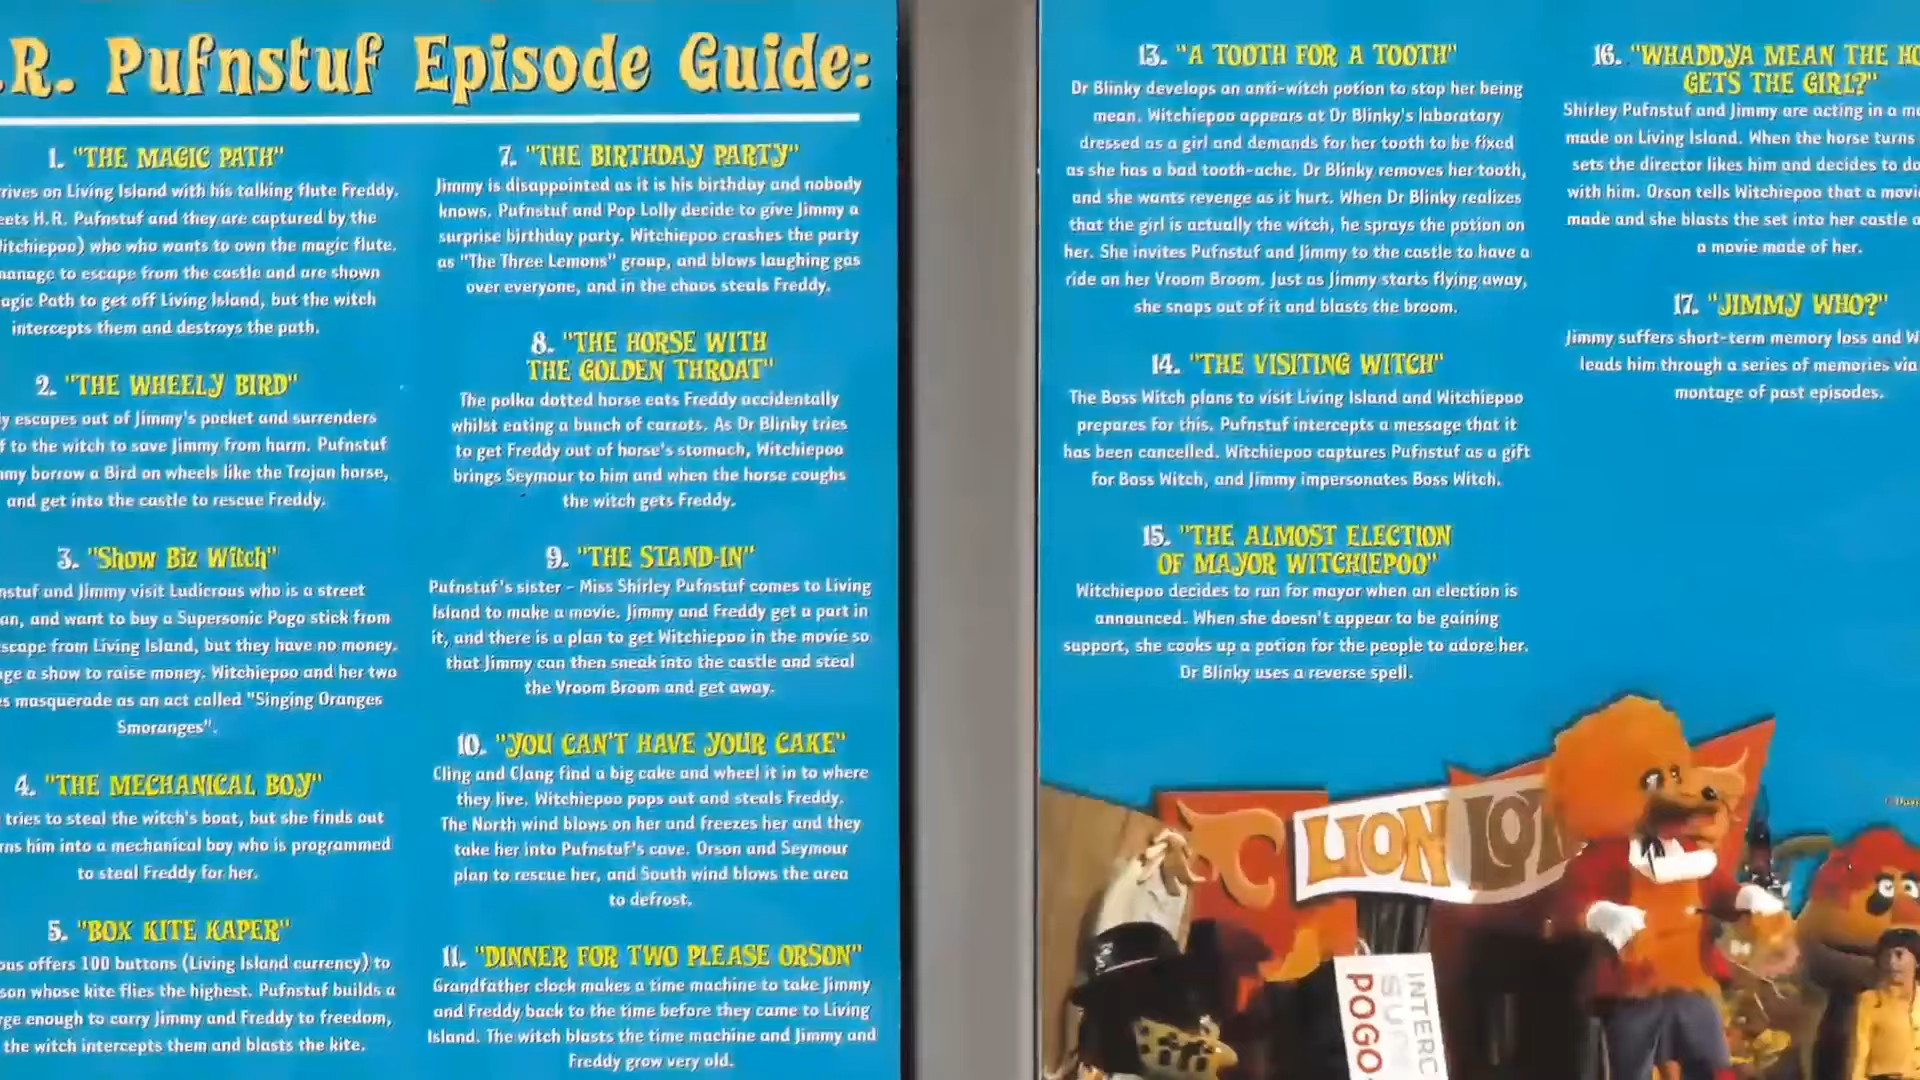 .R. Pufnstuf Episode Guide:
1. "THE MAGIC PATH"
rives on Living Island with his talking flute Freddy.
eets H.R. Pufnstuf and they are captured by the
itchiepoo) who who wants to own the magic flute.
manage to escape from the castle and are shown
agic Path to get off Living Island, but the witch
intercepts them and destroys the path.
2. "THE WHEELY BIRD"
y escapes out of Jimmy's pocket and surrenders
f to the witch to save Jimmy from harm. Pufnstuf
my borrow a Bird on wheels like the Trojan horse,
and get into the castle to rescue Freddy.
3. "Show Biz Witch"
nstuf and Jimmy visit Ludicrous who is a street
an, and want to buy a Supersonic Pogo stick from
scape from Living Island, but they have no money.
ge a show to raise money. Witchiepoo and her two
s masquerade as an act called "Singing Oranges
Smoranges".
4. "THE MECHANICAL BOY"
tries to steal the witch's boat, but she finds out
rns him into a mechanical boy who is programmed
to steal Freddy for her.
5. "BOX KITE KAPER"
ous offers 100 buttons (Living Island currency) to
son whose kite flies the highest. Pufnstuf builds a
rge enough to carry Jimmy and Freddy to freedom,
the witch intercepts them and blasts the kite.
7. "THE BIRTHDAY PARTY"
Jimmy is disappointed as it is his birthday and nobody
knows. Pufnstuf and Pop Lolly decide to give Jimmy a
surprise birthday party. Witchiepoo crashes the party
as "The Three Lemons" group, and blows laughing gas
over everyone, and in the chaos steals Freddy.
8. "THE HORSE WITH
THE GOLDEN THROAT"
The polka dotted horse eats Freddy accidentally
whilst eating a bunch of carrots. As Dr Blinky tries
to get Freddy out of horse's stomach, Witchiepoo
brings Seymour to him and when the horse coughs
the witch gets Freddy.
9. "THE STAND-IN"
Pufnstuf's sister - Miss Shirley Pufnstuf comes to Living
Island to make a movie. Jimmy and Freddy get a part in
it, and there is a plan to get Witchiepoo in the movie so
that Jimmy can then sneak into the castle and steal
the Vroom Broom and get away.
10. "YOU CAN'T HAVE YOUR CAKE"
Cling and Clang find a big cake and wheel it in to where
they live. Witchiepoo pops out and steals Freddy.
The North wind blows on her and freezes her and they
take her into Pufnstuf's cave. Orson and Seymour
plan to rescue her, and South wind blows the area
to defrost.
11. "DINNER FOR TWO PLEASE ORSON"
Grandfather clock makes a time machine to take Jimmy
and Freddy back to the time before they came to Living
Island. The witch blasts the time machine and Jimmy and
Freddy grow very old.
13. "A TOOTH FOR A TOOTH"
Dr Blinky develops an anti-witch potion to stop her being
mean. Witchiepoo appears at Dr Blinky's laboratory
dressed as a girl and demands for her tooth to be fixed
as she has a bad tooth-ache. Dr Blinky removes her tooth,
and she wants revenge as it hurt. When Dr Blinky realizes
that the girl is actually the witch, he sprays the potion on
her. She invites Pufnstuf and Jimmy to the castle to have a
ride on her Vroom Broom. Just as Jimmy starts flying away,
she snaps out of it and blasts the broom.
14. "THE VISITING WITCH"
The Boss Witch plans to visit Living Island and Witchiepoo
prepares for this. Pufnstuf intercepts a message that it
has been cancelled. Witchiepoo captures Pufnstuf as a gift
for Boss Witch, and Jimmy impersonates Boss Witch.
15. "THE ALMOST ELECTION
OF MAYOR WITCHIEPOO"
Witchiepoo decides to run for mayor when an election is
announced. When she doesn't appear to be gaining
support, she cooks up a potion for the people to adore her.
Dr Blinky uses a reverse spell.
16. "WHADDYA MEAN THE HO
GETS THE GIRL?"
Shirley Pufnstuf and Jimmy are acting in a mo
made on Living Island. When the horse turns
sets the director likes him and decides to do
with him. Orson tells Witchiepoo that a movi
made and she blasts the set into her castle a
a movie made of her.
17. "JIMMY WHO?"
Jimmy suffers short-term memory loss and W
leads him through a series of memories via
montage of past episodes.
LION LO
INTERC
SU
POGO